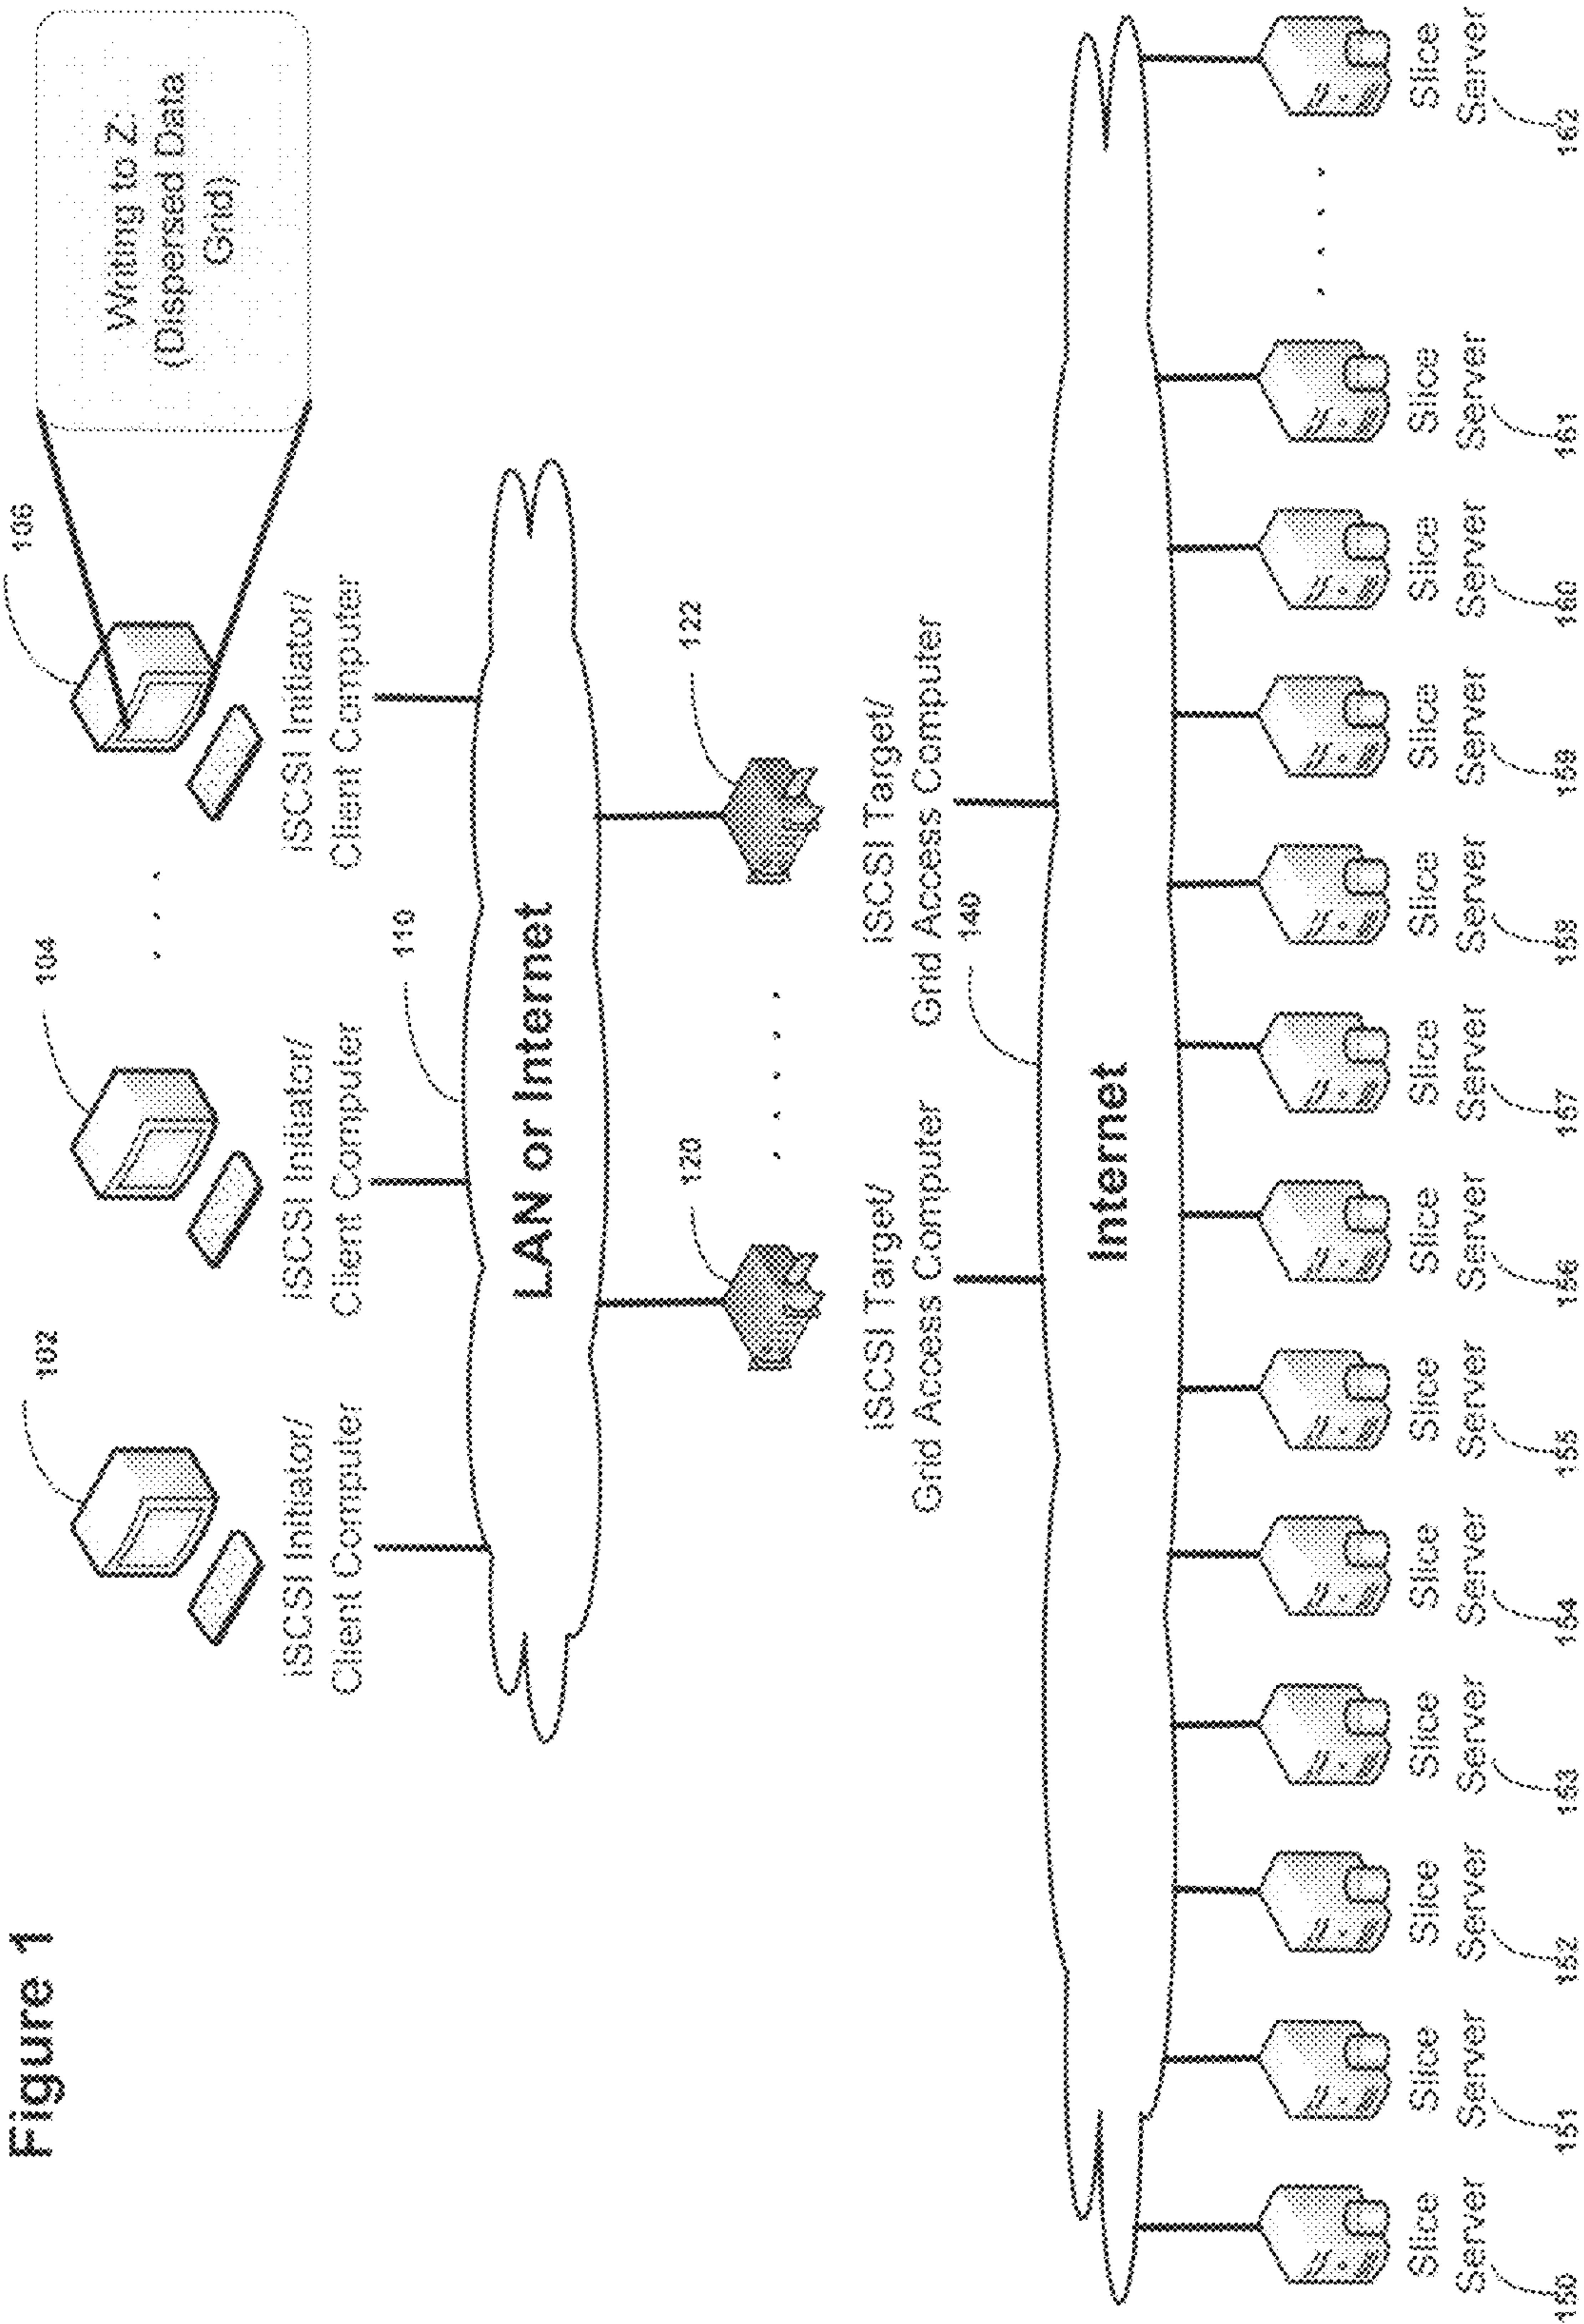 Figure 1
102
104
106
Writing to Z:
(Dispersed Data
Grid)
iSCSI Initiator/
Client Computer
iSCSI Initiator/
Client Computer
iSCSI Initiator/
Client Computer
110
LAN or Internet
120
122
iSCSI Target/
Grid Access Computer
iSCSI Target/
Grid Access Computer
140
Internet
Slice
Server
150
Slice
Server
151
Slice
Server
152
Slice
Server
153
Slice
Server
154
Slice
Server
155
Slice
Server
156
Slice
Server
157
Slice
Server
158
Slice
Server
159
Slice
Server
160
Slice
Server
161
Slice
Server
162